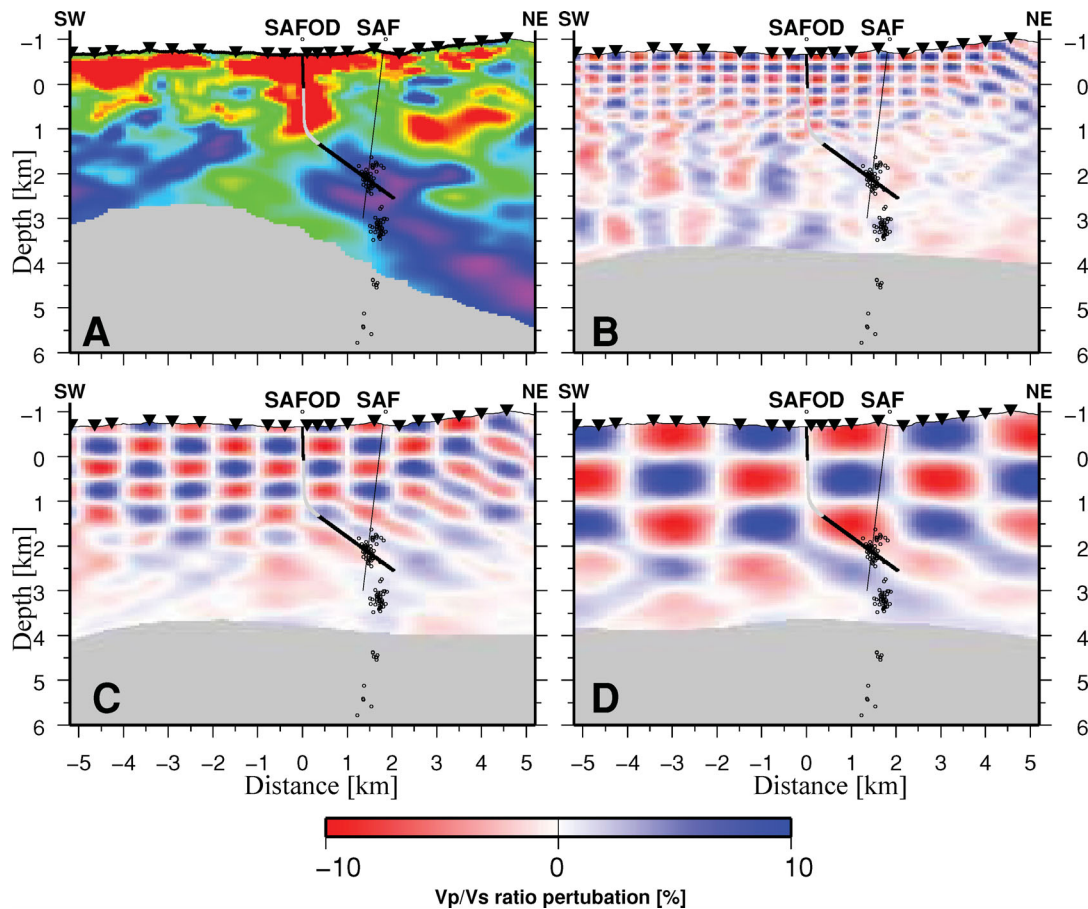 SW SAFOD SAF NE
SW SAFOD SAF NE
−1 −1
0 0
1 1
2 2
3 3
4 4
5 5
6 6
Depth [km]
A
B
SW SAFOD SAF NE
SW SAFOD SAF NE
−1 −1
0 0
1 1
2 2
3 3
4 4
5 5
6 6
Depth [km]
C
D
−5 −4 −3 −2 −1 0 1 2 3 4 5
−5 −4 −3 −2 −1 0 1 2 3 4 5
Distance [km]
Distance [km]
−10 0 10
Vp/Vs ratio pertubation [%]